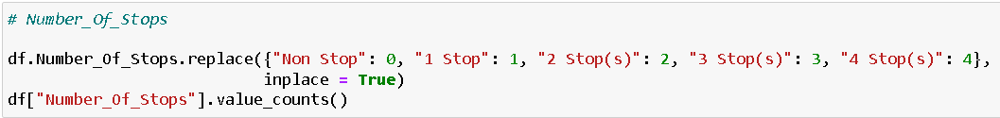 # Number_Of_Stops
df.Number_Of_Stops.replace({"Non Stop": 0, "1 Stop": 1, "2 Stop(s)": 2, "3 Stop(s)": 3, "4 Stop(s)": 4},
inplace = True)
df["Number_Of_Stops"].value_counts()